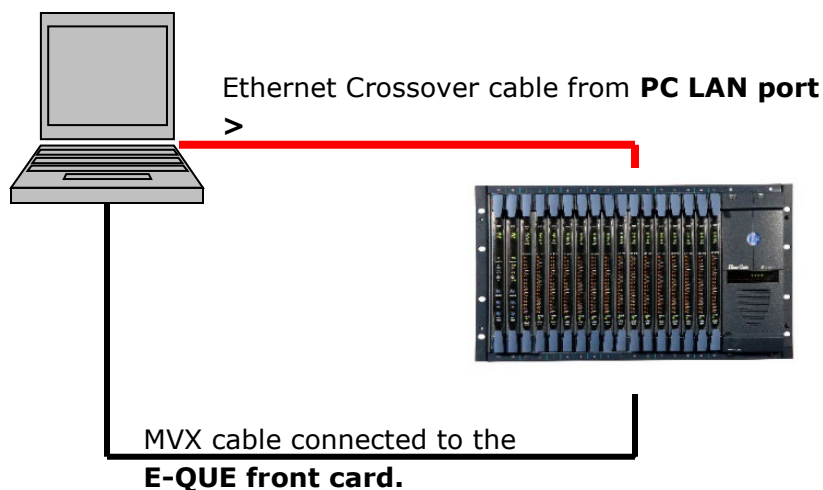 Ethernet Crossover cable from PC LAN port
>
MVX cable connected to the
E-QUE front card.